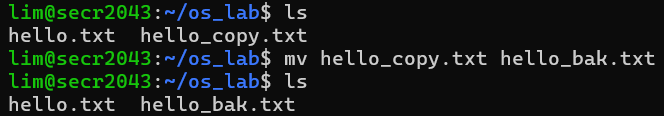 lim@secr2043:~/os_lab$ ls
hello.txt  hello_copy.txt
lim@secr2043:~/os_lab$ mv hello_copy.txt hello_bak.txt
lim@secr2043:~/os_lab$ ls
hello.txt  hello_bak.txt